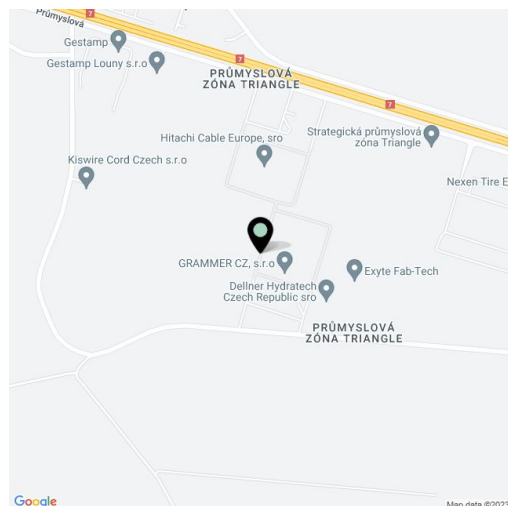 Průmyslová
7
Gestamp
Gestamp Louny s.r.o
7
PRŮMYSLOVÁ
ZÓNA TRIANGLE
7
Hitachi Cable Europe, sro
Strategická průmyslová
zóna Triangle
Kiswire Cord Czech s.r.o
Nexen Tire E
GRAMMER CZ, s.r.o
Exyte Fab-Tech
Dellner Hydratech
Czech Republic sro
PRŮMYSLOVÁ
ZÓNA TRIANGLE
Google
Map data ©2023